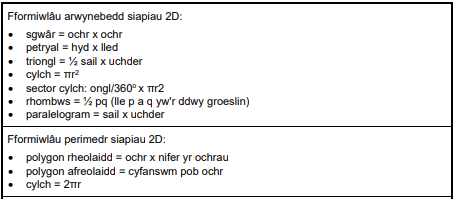 Fformiwlâu arwynebedd siapiau 2D:
• sgwâr = ochr x ochr
• petryal = hyd x lled
• triongl = ½ sail x uchder
• cylch = πr²
• sector cylch: ongl/360º x πr2
• rhombws = ½ pq (lle p a q yw'r ddwy groeslin)
• paralelogram = sail x uchder
Fformiwlâu perimedr siapiau 2D:
• polygon rheolaidd = ochr x nifer yr ochrau
• polygon afreolaidd = cyfanswm pob ochr
• cylch = 2πr